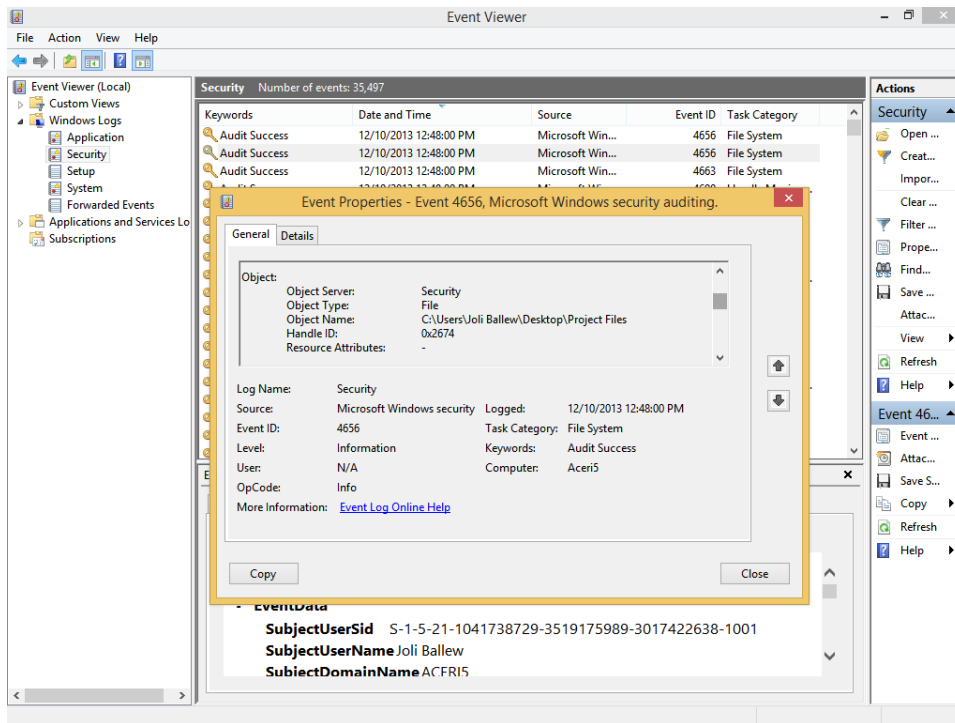 Event Viewer
File Action View Help
Event Viewer (Local)
Custom Views
Windows Logs
Application
Security
Setup
System
Forwarded Events
Applications and Services Lo
Subscriptions
Security Number of events: 35,497
Keywords Date and Time Source Event ID Task Category
Audit Success 12/10/2013 12:48:00 PM Microsoft Win... 4656 File System
Audit Success 12/10/2013 12:48:00 PM Microsoft Win... 4656 File System
Audit Success 12/10/2013 12:48:00 PM Microsoft Win... 4663 File System
Event Properties - Event 4656, Microsoft Windows security auditing.
General Details
Object:
Object Server: Security
Object Type: File
Object Name: C:\Users\Joli Ballew\Desktop\Project Files
Handle ID: 0x2674
Resource Attributes: -
Log Name: Security
Source: Microsoft Windows security Logged: 12/10/2013 12:48:00 PM
Event ID: 4656 Task Category: File System
Level: Information Keywords: Audit Success
User: N/A Computer: Aceri5
OpCode: Info
More Information: Event Log Online Help
Copy Close
- EventData
SubjectUserSid S-1-5-21-1041738729-3519175989-3017422638-1001
SubjectUserName Joli Ballew
SubjectDomainName ACERI5
Actions
Security
Open ...
Creat...
Impor...
Clear ...
Filter ...
Prope...
Find...
Save ...
Attac...
View
Refresh
Help
Event 46...
Event ...
Attac...
Save S...
Copy
Refresh
Help